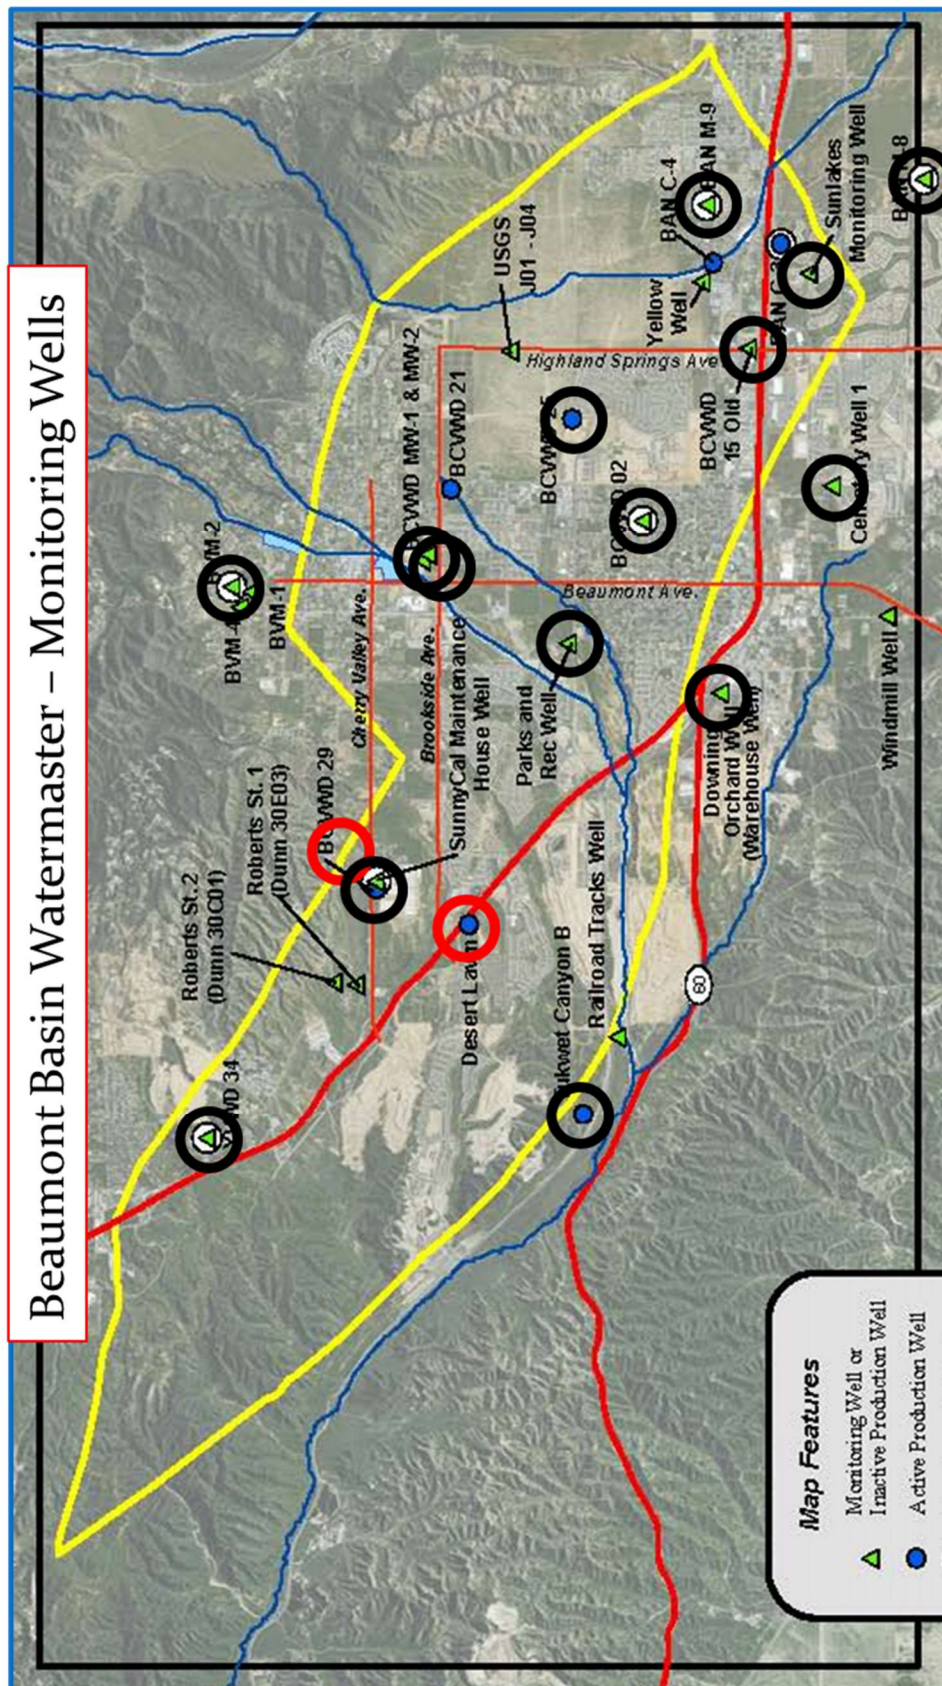 Beaumont Basin Watermaster – Monitoring Wells
BVM-1
BCVWD MW-1 & MW-2
BCVWD 21
USGS
J01 - J04
Highland Springs Ave
Yellow
Well
BAN C-4
BAN M-9
Sunlakes
Monitoring Well
BCVWD
15 Old
Beaumont Ave.
Cherry Valley Ave.
Brookside Ave.
BCVWD 29
SunnyCal Maintenance
House Well
Parks and
Rec Well
Roberts St. 1
(Dunn 30E03)
Roberts St. 2
(Dunn 30C01)
Desert Lawn
Railroad Tracks Well
Windmill Well
Downing
Orchard Well
(Warehouse Well)
60
Map Features
Monitoring Well or
Inactive Production Well
Active Production Well